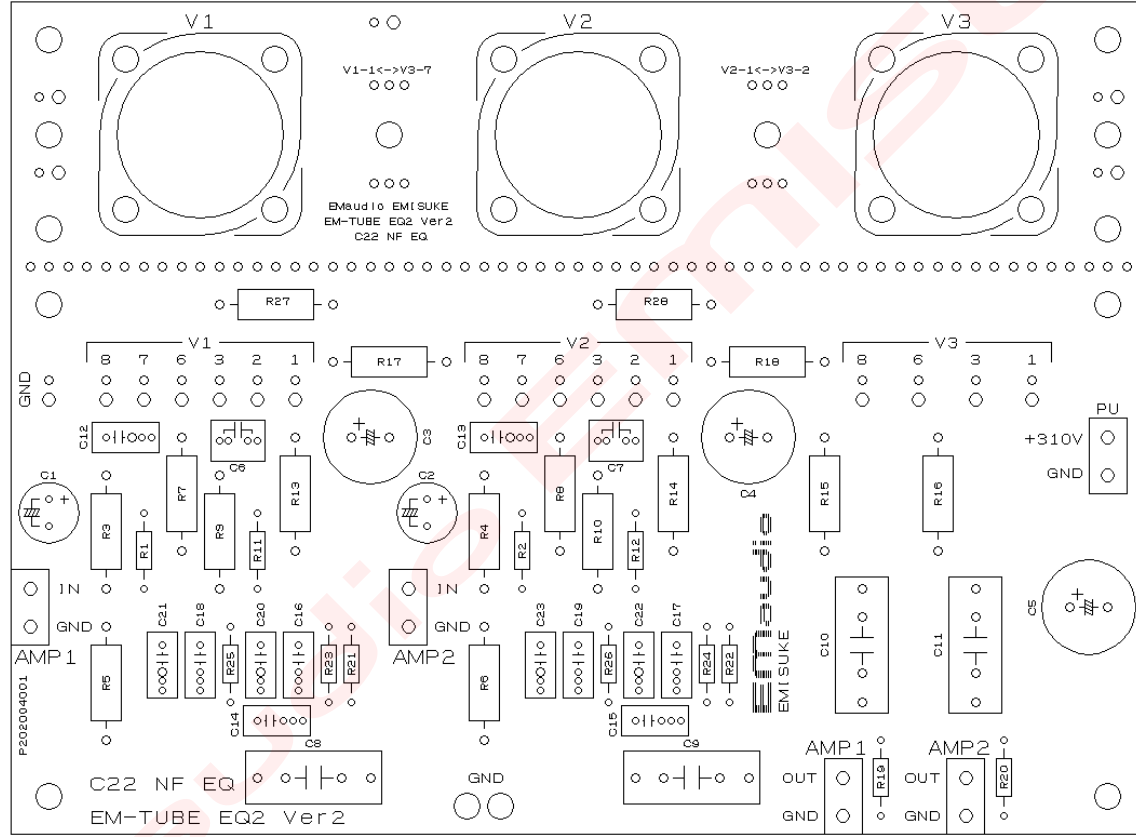 V1 V2 V3
V1-1<->V3-7 V2-1<->V3-2
EMaudio EMISUKE
EM-TUBE EQ2 Ver2
C22 NF EQ
R27 R28
V1 V2 V3
8 7 6 3 2 1 R17 8 7 6 3 2 1 R18 8 6 3 1
GND
C12 C6 C3 C13 C7 C4
PU
+310V
GND
C1 R3 R1 R7 R9 R11 R13
C2 R4 R2 R8 R10 R12 R14
R15 R16
IN
GND
AMP1
IN
GND
AMP2
C21 C18 C20 C16
R5 R25 R23 R21
C14
C8
C23 C19 C22 C17
R6 R26 R24 R22
C15
C9
EMaudio
EMISUKE
C10 C11 C5
P202004001
C22 NF EQ
EM-TUBE EQ2 Ver2
GND
AMP1 AMP2
OUT R19 OUT R20
GND GND
audio EMIS